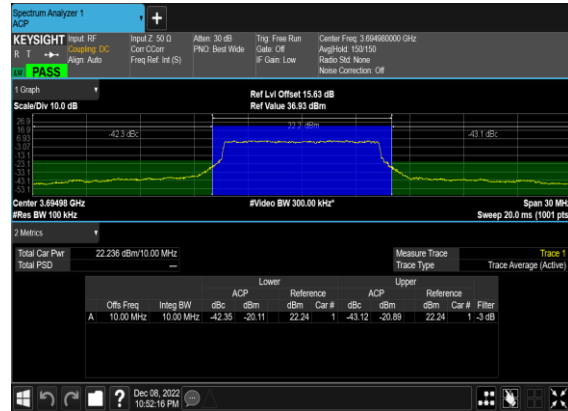 Spectrum Analyzer 1
ACP
+
KEYSIGHT Input: RF Input Z: 50 Ω Atten: 30 dB Trig: Free Run Center Freq: 3.694980000 GHz
R T Coupling: DC Corr CCorr PNO: Best Wide Gate: Off Avg|Hold: 150/150
Align: Auto Freq Ref: Int (S) IF Gain: Low Radio Std: None
LW PASS Noise Correction: Off
1 Graph
Ref Lvl Offset 15.63 dB
Scale/Div 10.0 dB Ref Value 36.93 dBm
26.9
16.9
6.93
-3.07
-13.1
-23.1
-33.1
-43.1
-53.1
-42.3 dBc 22.2 dBm -43.1 dBc
Center 3.69498 GHz #Video BW 300.00 kHz* Span 30 MHz
#Res BW 100 kHz Sweep 20.0 ms (1001 pts)
2 Metrics
Total Car Pwr 22.236 dBm/10.00 MHz Measure Trace Trace 1
Total PSD --- Trace Type Trace Average (Active)
Lower Upper
ACP Reference ACP Reference
Offs Freq Integ BW dBc dBm dBm Car # dBc dBm dBm Car # Filter
A 10.00 MHz 10.00 MHz -42.35 -20.11 22.24 1 -43.12 -20.89 22.24 1 -3 dB
? Dec 08, 2022
10:52:16 PM